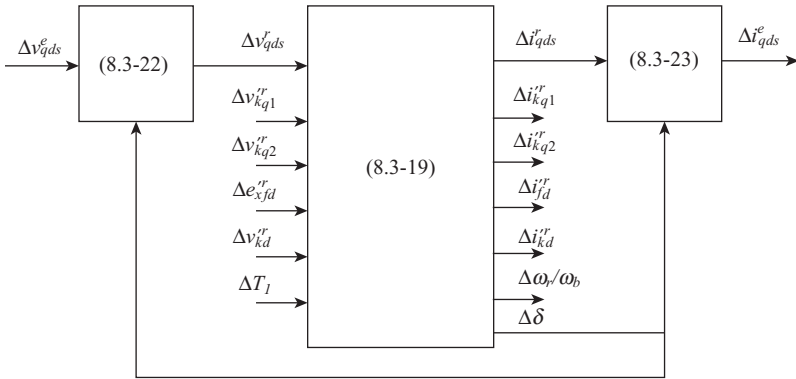 Δv^e_{qds}
(8.3-22)
Δv^r_{qds}
Δv'^r_{kq1}
Δv'^r_{kq2}
Δe'^r_{xfd}
Δv'^r_{kd}
ΔT_I
(8.3-19)
Δi^r_{qds}
Δi'^r_{kq1}
Δi'^r_{kq2}
Δi'^r_{fd}
Δi'^r_{kd}
Δω_r/ω_b
Δδ
(8.3-23)
Δi^e_{qds}